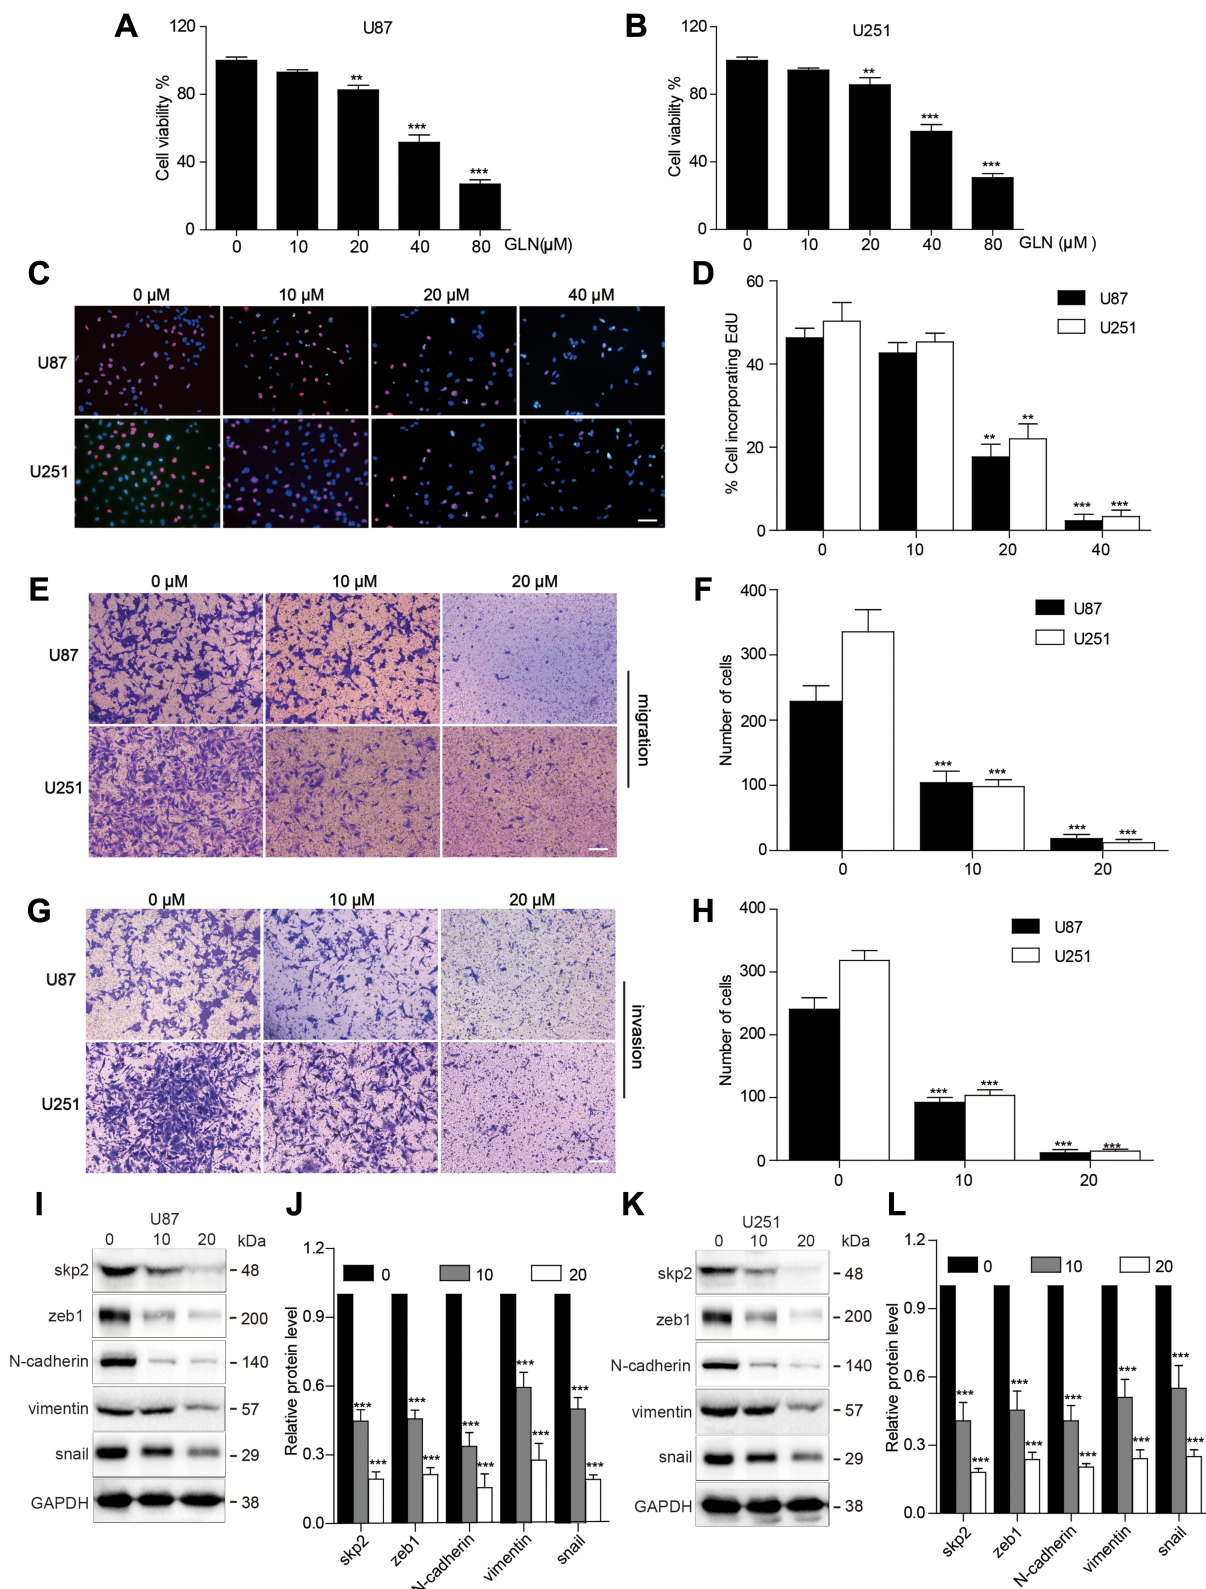 A
U87
120
80
40
0
Cell viability %
**
***
***
0 10 20 40 80 GLN(µM)
B
U251
120
80
40
0
Cell viability %
**
***
***
0 10 20 40 80 GLN (µM )
C
0 µM 10 µM 20 µM 40 µM
U87
U251
D
60
40
20
0
% Cell incorporating EdU
U87
U251
** **
*** ***
0 10 20 40
E
0 µM 10 µM 20 µM
U87
U251
migration
F
400
300
200
100
0
Number of cells
U87
U251
*** ***
*** ***
0 10 20
G
0 µM 10 µM 20 µM
U87
U251
invasion
H
400
300
200
100
0
Number of cells
U87
U251
*** ***
*** ***
0 10 20
I
U87
0 10 20 kDa
skp2 - 48
zeb1 - 200
N-cadherin - 140
vimentin - 57
snail - 29
GAPDH - 38
J
1.2
0.9
0.6
0.3
0.0
Relative protein level
0 10 20
*** ***
*** ***
*** ***
*** ***
*** ***
skp2 zeb1 N-cadherin vimentin snail
K
U251
0 10 20 kDa
skp2 - 48
zeb1 - 200
N-cadherin - 140
vimentin - 57
snail - 29
GAPDH - 38
L
1.2
0.9
0.6
0.3
0.0
Relative protein level
0 10 20
*** ***
*** ***
*** ***
*** ***
*** ***
skp2 zeb1 N-cadherin vimentin snail